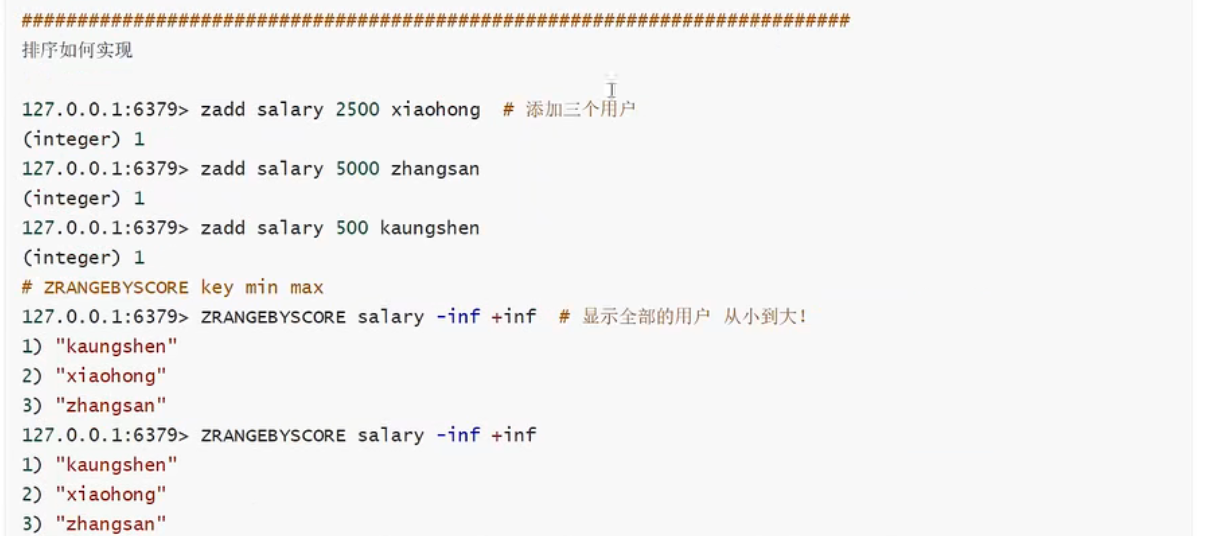 ##########################################################################
排序如何实现
127.0.0.1:6379> zadd salary 2500 xiaohong  # 添加三个用户
(integer) 1
127.0.0.1:6379> zadd salary 5000 zhangsan
(integer) 1
127.0.0.1:6379> zadd salary 500 kaungshen
(integer) 1
# ZRANGEBYSCORE key min max
127.0.0.1:6379> ZRANGEBYSCORE salary -inf +inf  # 显示全部的用户 从小到大!
1) "kaungshen"
2) "xiaohong"
3) "zhangsan"
127.0.0.1:6379> ZRANGEBYSCORE salary -inf +inf
1) "kaungshen"
2) "xiaohong"
3) "zhangsan"